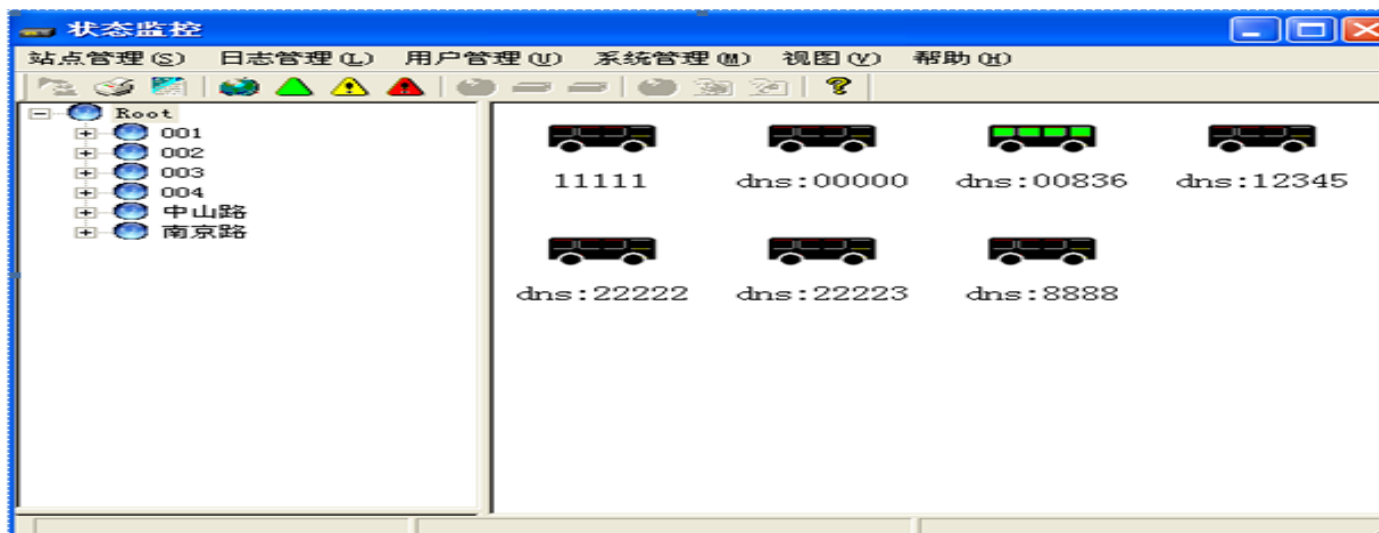 状态监控
站点管理(S) 日志管理(L) 用户管理(U) 系统管理(M) 视图(V) 帮助(H)
Root
001
002
003
004
中山路
南京路
11111 dns:00000 dns:00836 dns:12345
dns:22222 dns:22223 dns:8888